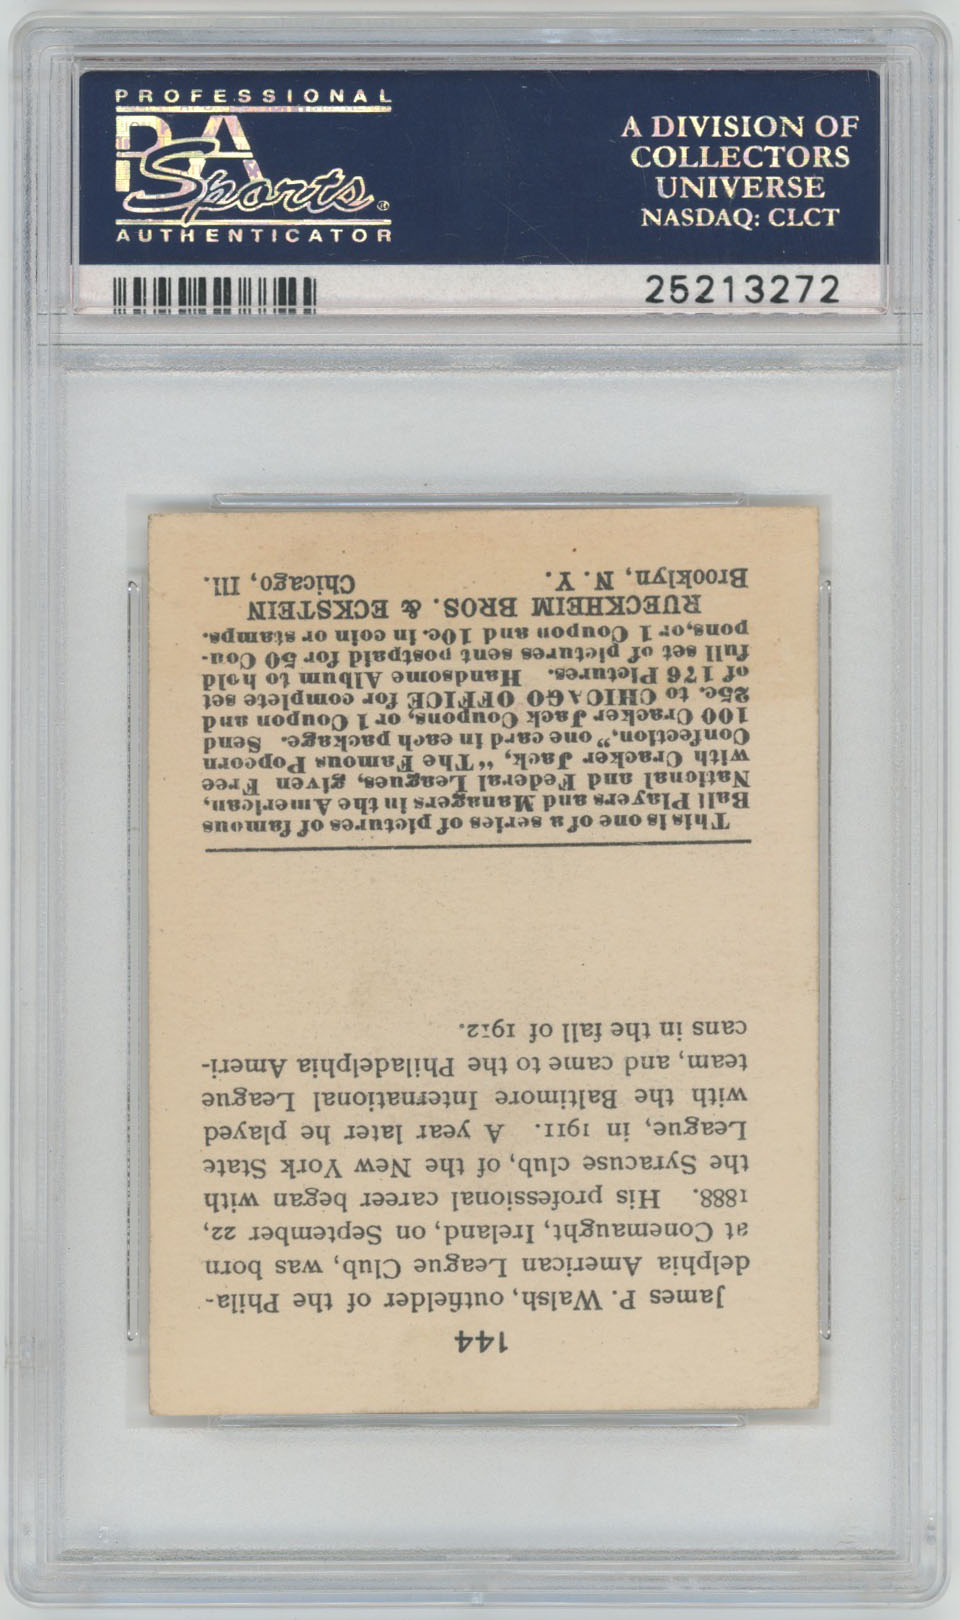 PROFESSIONAL
PSA
Sports®
AUTHENTICATOR
A DIVISION OF
COLLECTORS
UNIVERSE
NASDAQ: CLCT
25213272
144
James P. Walsh, outfielder of the Phila-
delphia American League Club, was born
at Conemaught, Ireland, on September 22,
1888. His professional career began with
the Syracuse club, of the New York State
League, in 1911. A year later he played
with the Baltimore International League
team, and came to the Philadelphia Ameri-
cans in the fall of 1912.
This is one of a series of pictures of famous
Ball Players and Managers in the American,
National and Federal Leagues, given Free
with Cracker Jack, "The Famous Popcorn
Confection," one card in each package. Send
100 Cracker Jack Coupons, or 1 Coupon and
25c. to CHICAGO OFFICE for complete set
of 176 Pictures. Handsome Album to hold
full set of pictures sent postpaid for 50 Cou-
pons, or 1 Coupon and 10c. in coin or stamps.
RUECKHEIM BROS. & ECKSTEIN
Brooklyn, N. Y. Chicago, Ill.